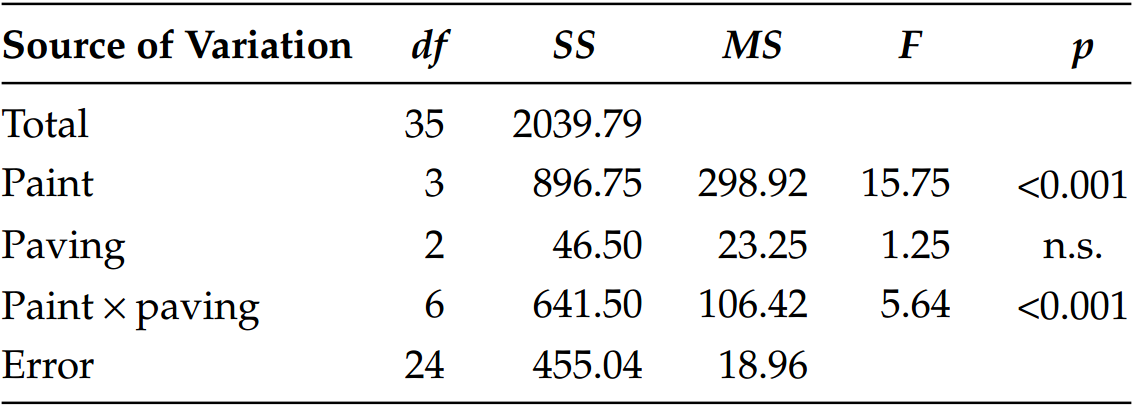 Source of Variation df SS MS F p
Total 35 2039.79
Paint 3 896.75 298.92 15.75 <0.001
Paving 2 46.50 23.25 1.25 n.s.
Paint × paving 6 641.50 106.42 5.64 <0.001
Error 24 455.04 18.96